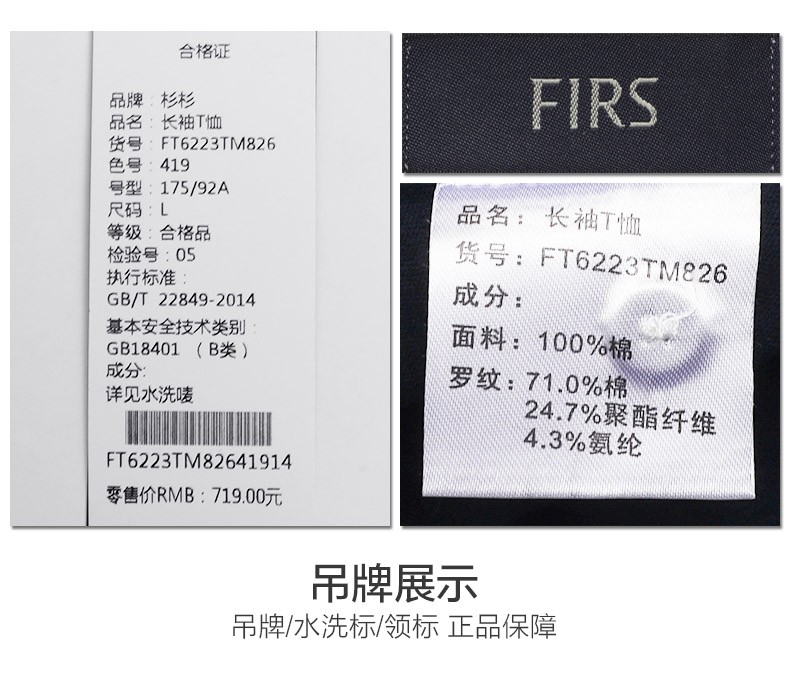 合格证
品牌：杉杉
品名：长袖T恤
货号：FT6223TM826
色号：419
号型：175/92A
尺码：L
等级：合格品
检验号：05
执行标准：
GB/T 22849-2014
基本安全技术类别：
GB18401 （B类）
成分:
详见水洗唛
FT6223TM82641914
零售价RMB：719.00元
FIRS
品名：长袖T恤
货号：FT6223TM826
成分：
面料：100%棉
罗纹：71.0%棉
24.7%聚酯纤维
4.3%氨纶
吊牌展示
吊牌/水洗标/领标 正品保障